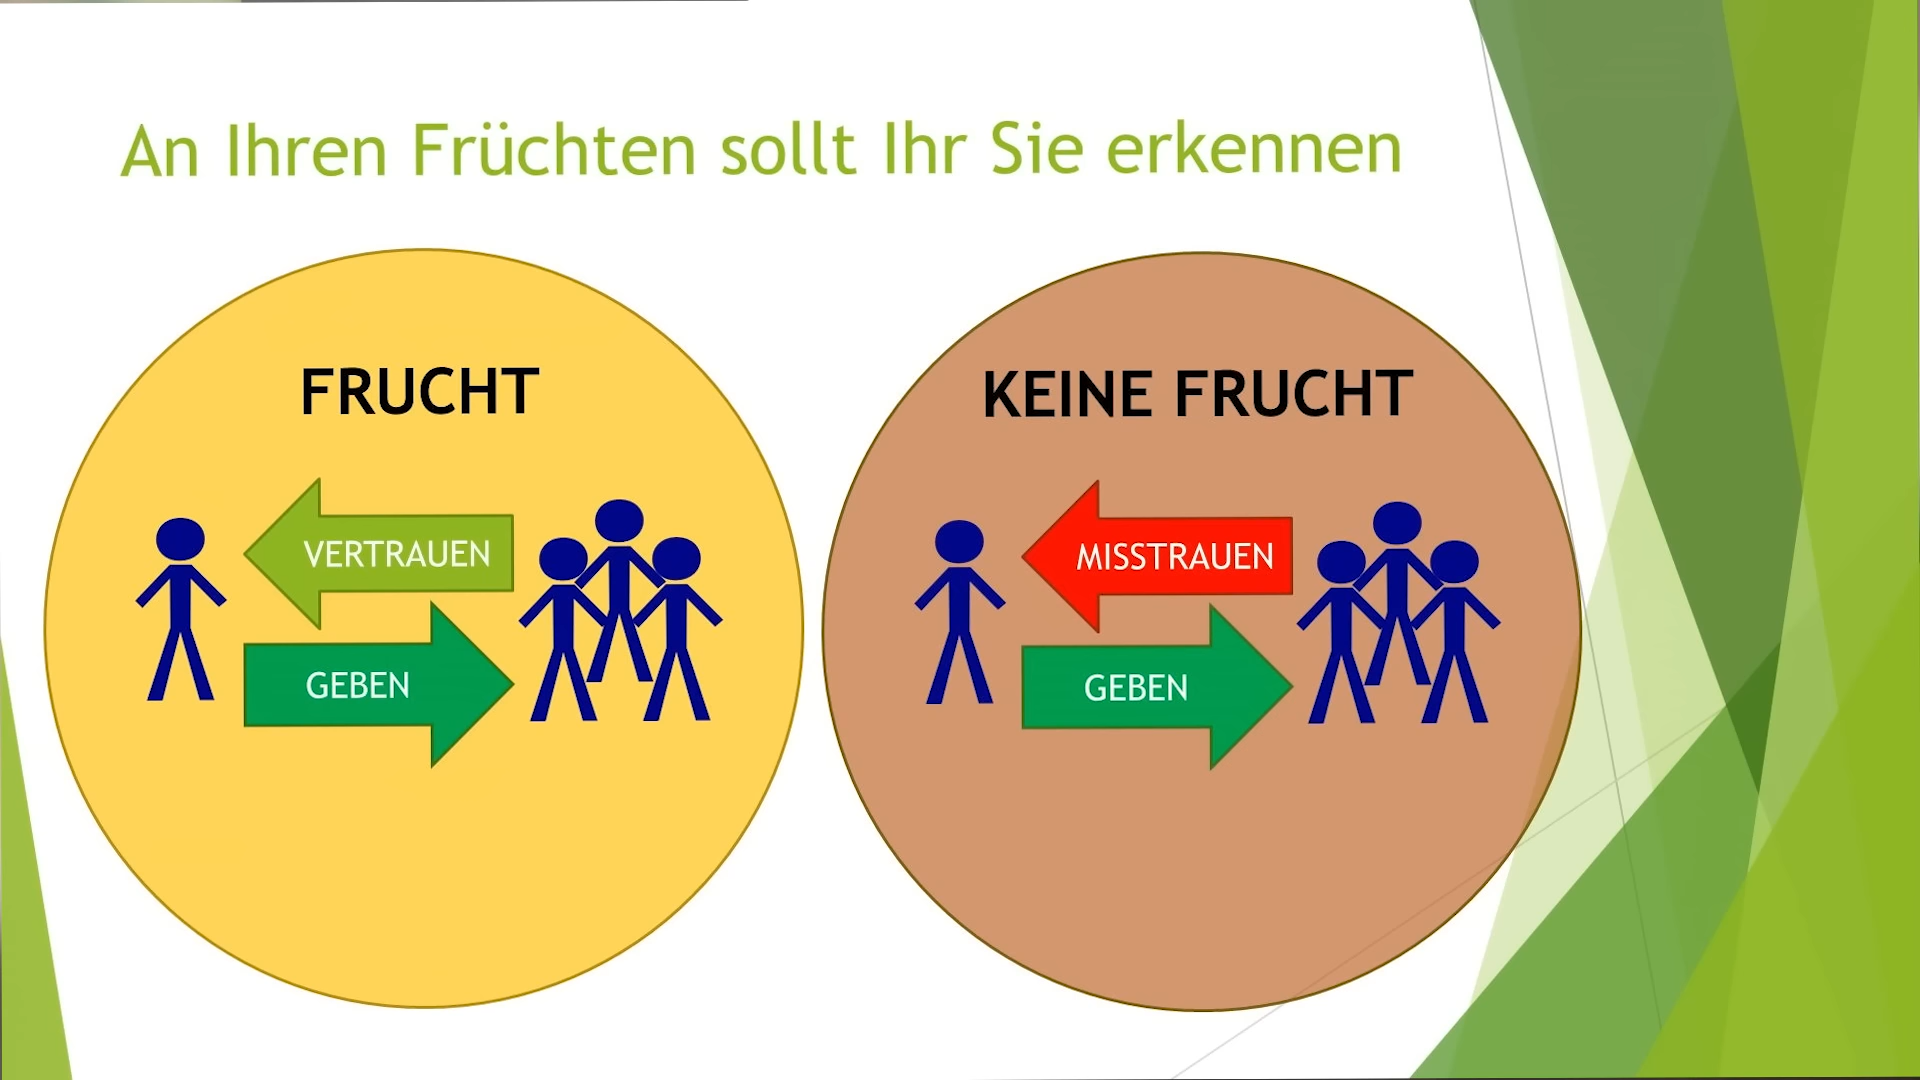 An Ihren Früchten sollt Ihr Sie erkennen
FRUCHT
VERTRAUEN
GEBEN
KEINE FRUCHT
MISSTRAUEN
GEBEN